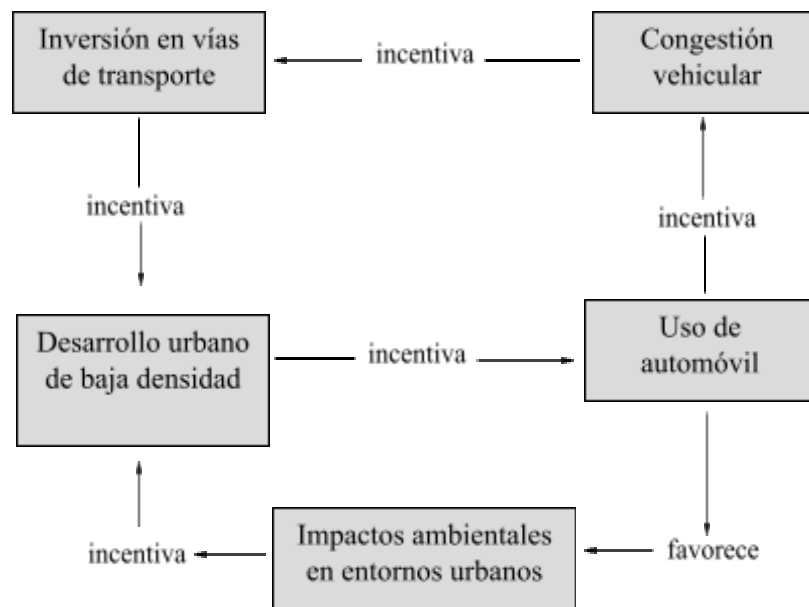 Inversión en vías
de transporte
incentiva
Congestión
vehicular
incentiva
incentiva
Desarrollo urbano
de baja densidad
incentiva
Uso de
automóvil
incentiva
Impactos ambientales
en entornos urbanos
favorece